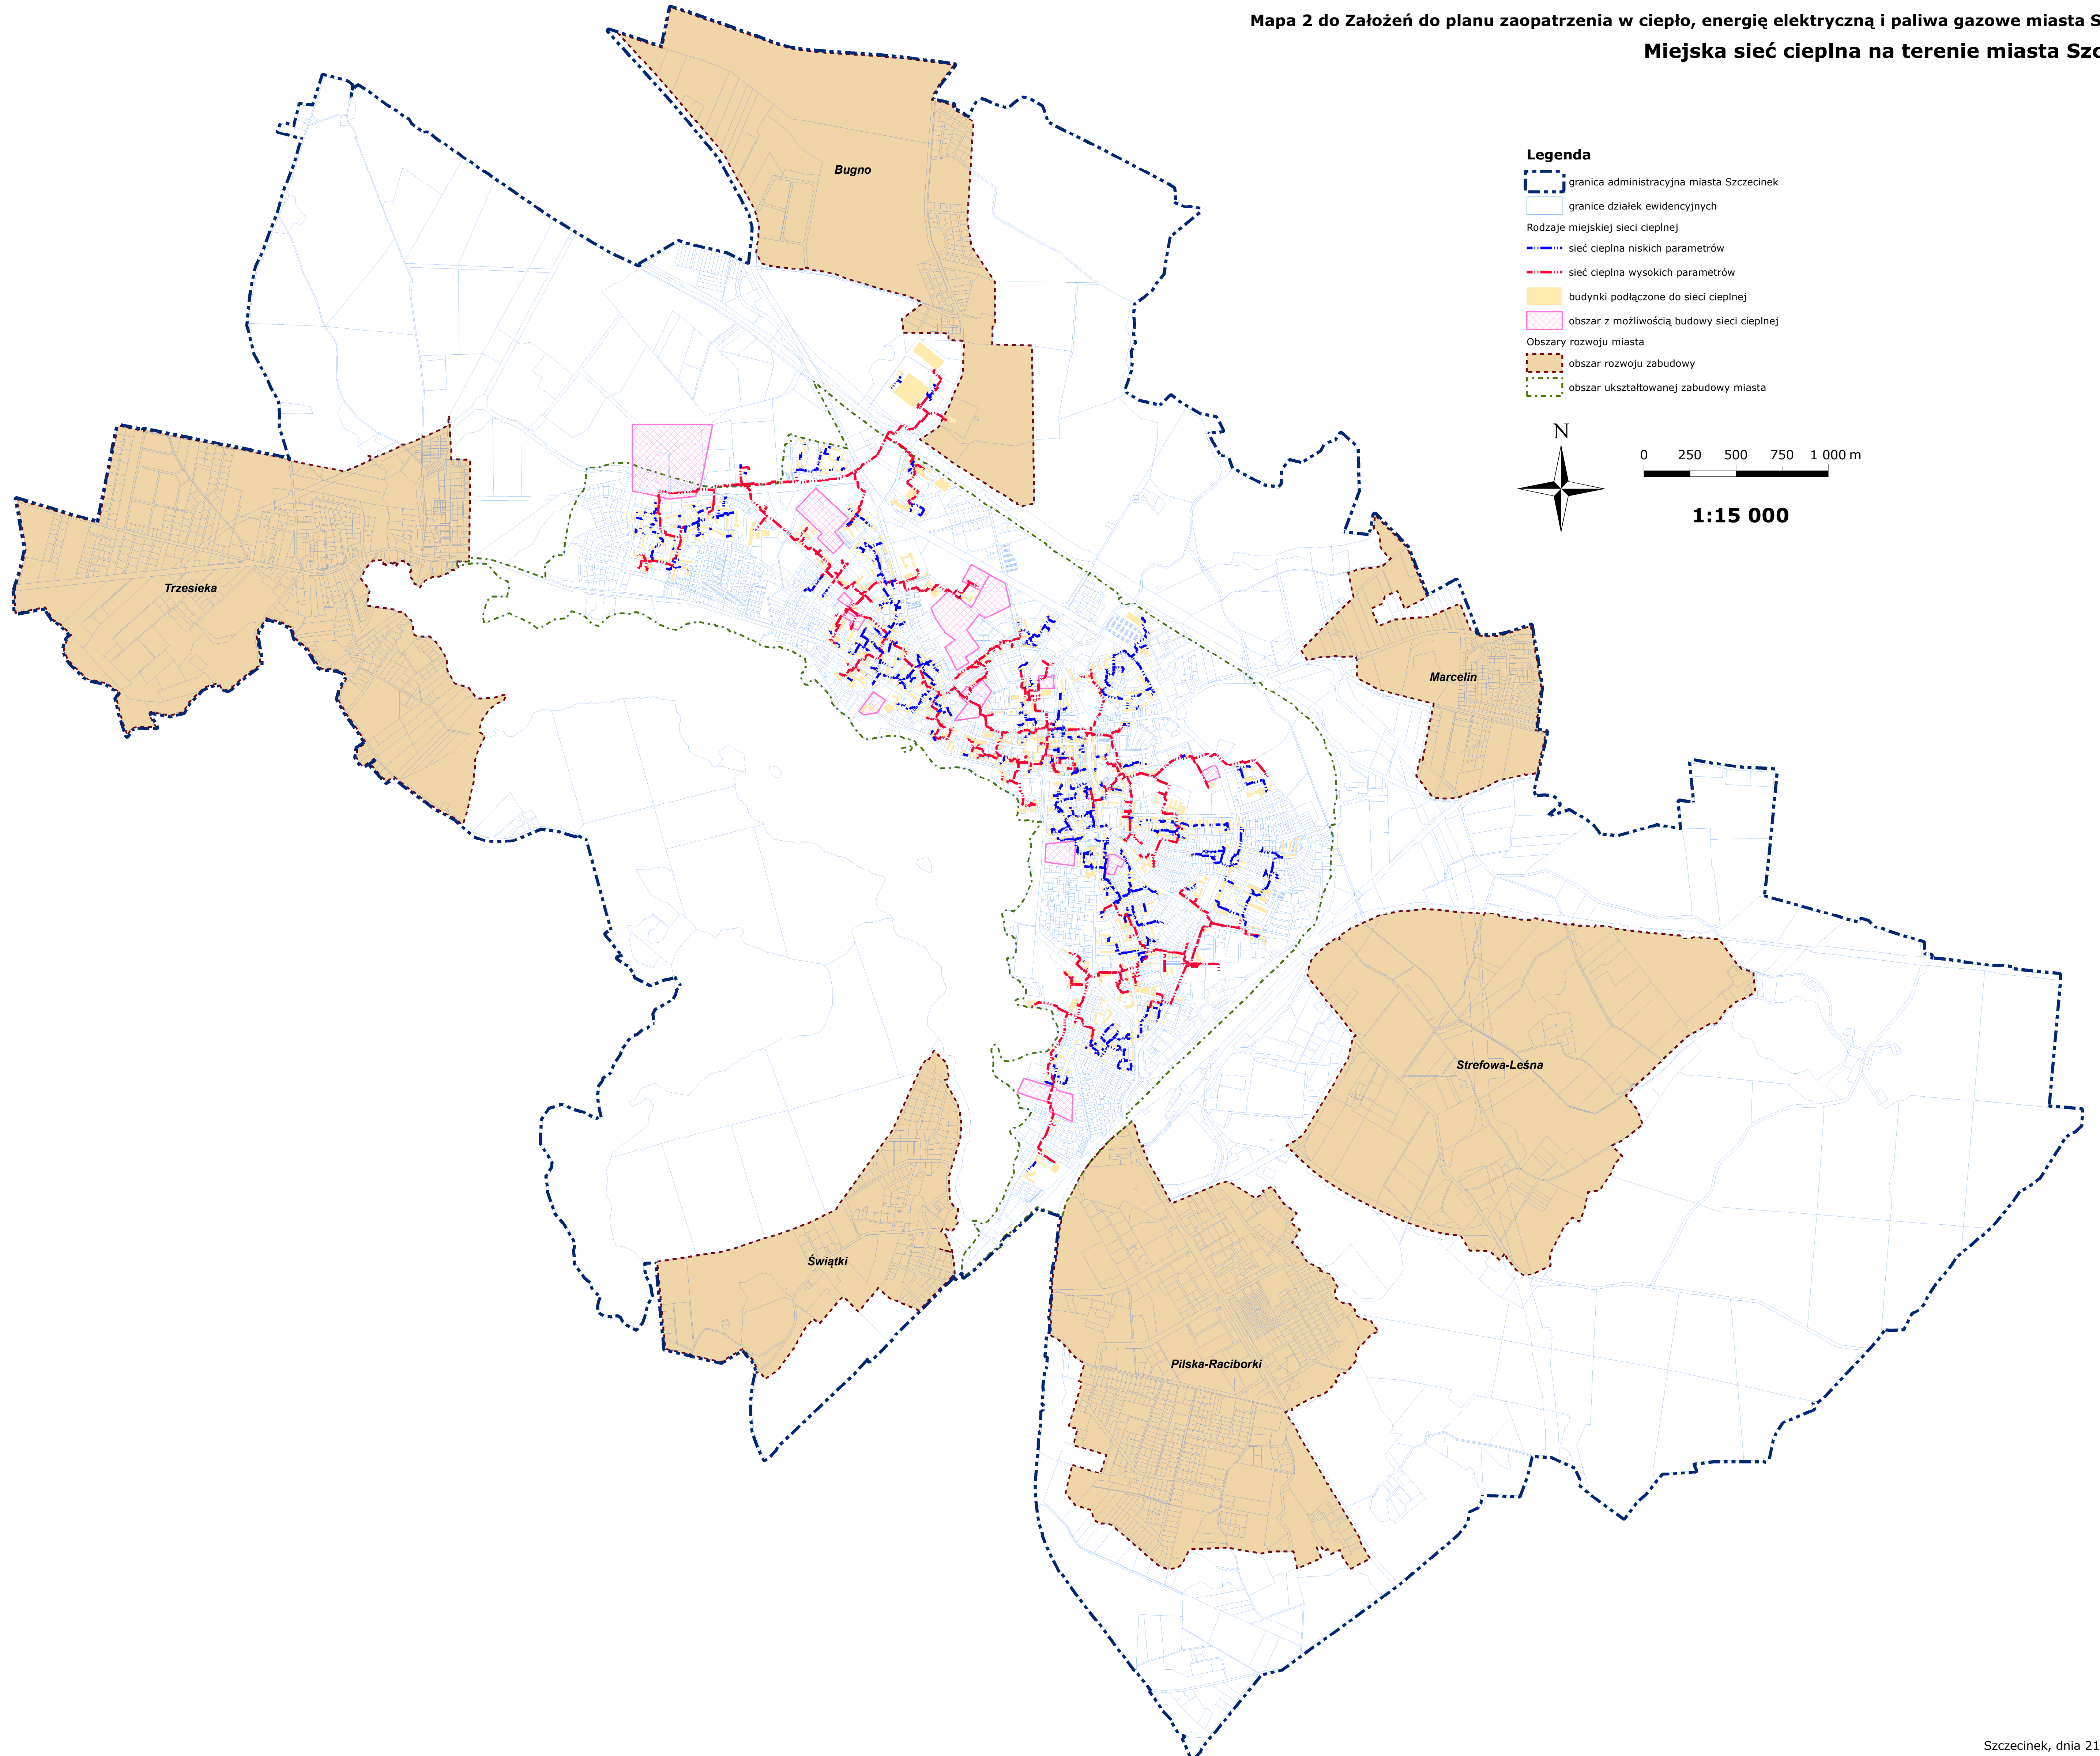 Mapa 2 do Założeń do planu zaopatrzenia w ciepło, energię elektryczną i paliwa gazowe miasta S
Miejska sieć cieplna na terenie miasta Szc
Legenda
granica administracyjna miasta Szczecinek
granice działek ewidencyjnych
Rodzaje miejskiej sieci cieplnej
sieć cieplna niskich parametrów
sieć cieplna wysokich parametrów
budynki podłączone do sieci cieplnej
obszar z możliwością budowy sieci cieplnej
Obszary rozwoju miasta
obszar rozwoju zabudowy
obszar ukształtowanej zabudowy miasta
N
0 250 500 750 1 000 m
1:15 000
Bugno
Trzesieka
Marcelin
Strefowa-Leśna
Świątki
Pilska-Raciborki
Szczecinek, dnia 21